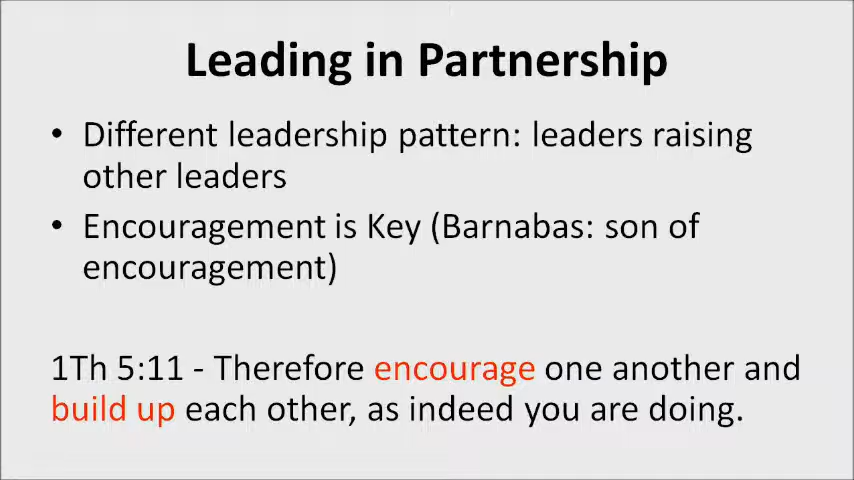 Leading in Partnership
• Different leadership pattern: leaders raising
other leaders
• Encouragement is Key (Barnabas: son of
encouragement)
1Th 5:11 - Therefore encourage one another and
build up each other, as indeed you are doing.